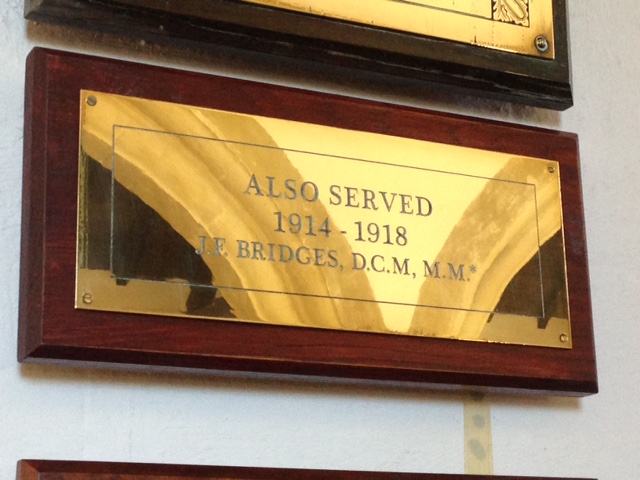 ALSO SERVED
1914 - 1918
J.F. BRIDGES, D.C.M, M.M.*